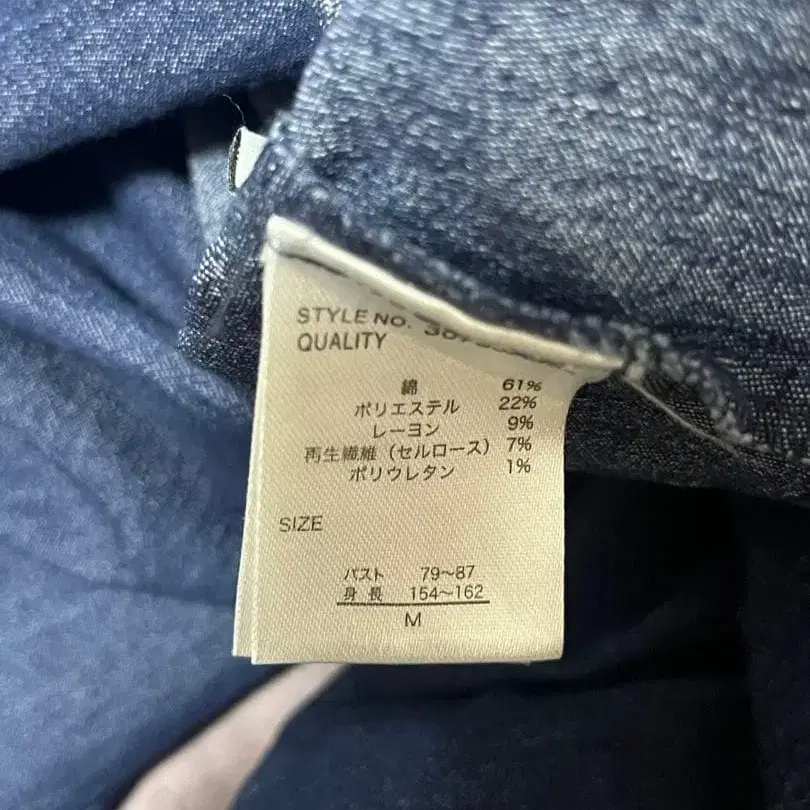 STYLE NO.
QUALITY
綿 61%
ポリエステル 22%
レーヨン 9%
再生繊維(セルロース) 7%
ポリウレタン 1%
SIZE
バスト 79〜87
身長 154〜162
M